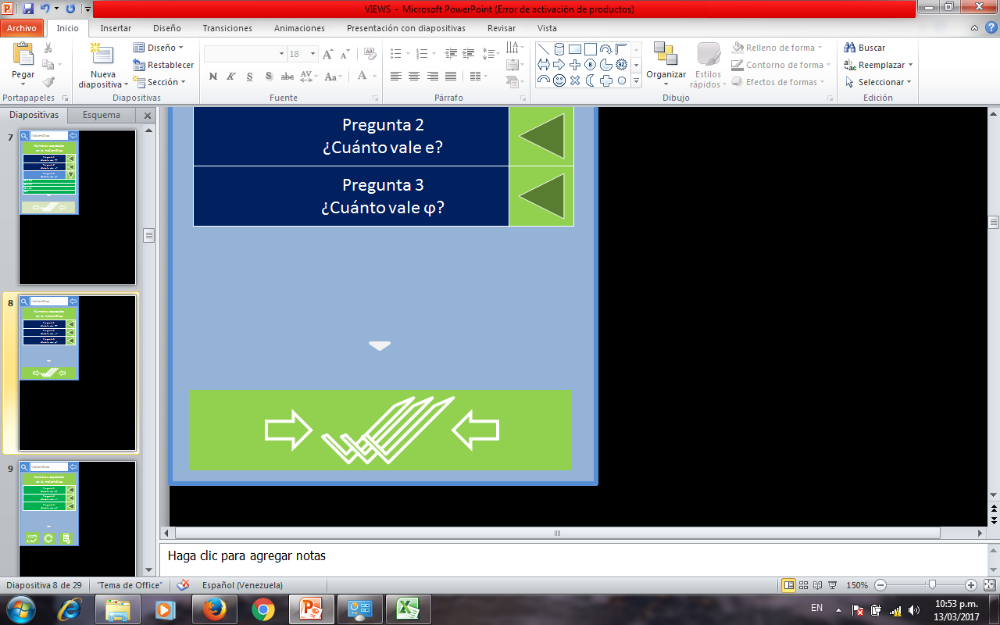 VIEWS - Microsoft PowerPoint (Error de activación de productos)
Archivo Inicio Insertar Diseño Transiciones Animaciones Presentación con diapositivas Revisar Vista
Pegar
Nueva diapositiva
Diseño
Restablecer
Sección
18
N K S S abc AV Aa A
Organizar
Estilos rápidos
Relleno de forma
Contorno de forma
Efectos de formas
Buscar
Reemplazar
Seleccionar
Portapapeles Diapositivas Fuente Párrafo Dibujo Edición
Diapositivas Esquema
7
8
9
Pregunta 2
¿Cuánto vale e?
Pregunta 3
¿Cuánto vale φ?
Haga clic para agregar notas
Diapositiva 8 de 29 "Tema de Office" Español (Venezuela) 150%
EN 10:53 p.m.
13/03/2017